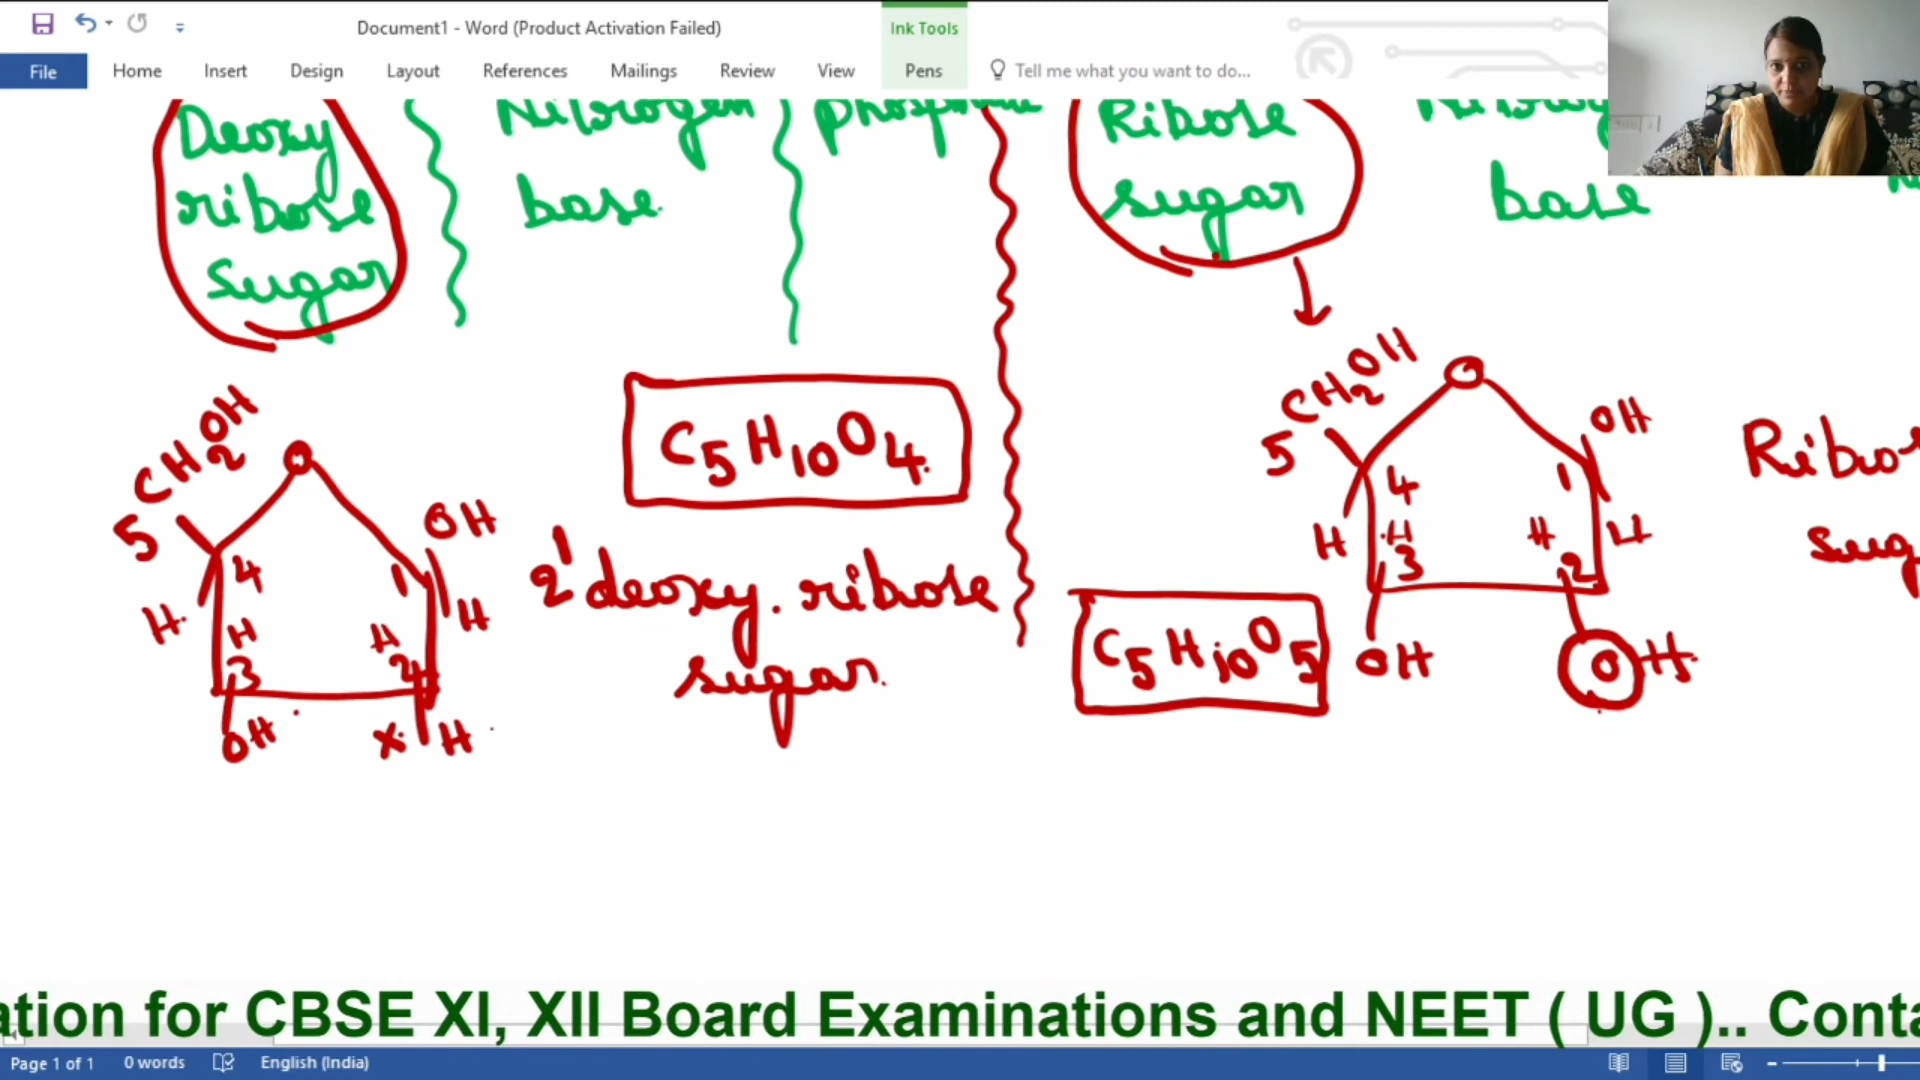 Document1 - Word (Product Activation Failed)
Ink Tools
File Home Insert Design Layout References Mailings Review View Pens Tell me what you want to do...
Deoxy
ribose
sugar
Nitrogen
base.
phosphate
Ribose
sugar
base
CH2OH
O
5
4
H.
H
3
OH
1
OH
H
H
2
x. H
C5H10O4.
2' deoxy. ribose
sugar.
CH2OH
O
5
4
H
H
3
OH
1
OH
H
H
2
OH
C5H10O5
for CBSE XI, XII Board Examinations and NEET ( UG )..
Page 1 of 1 0 words English (India)